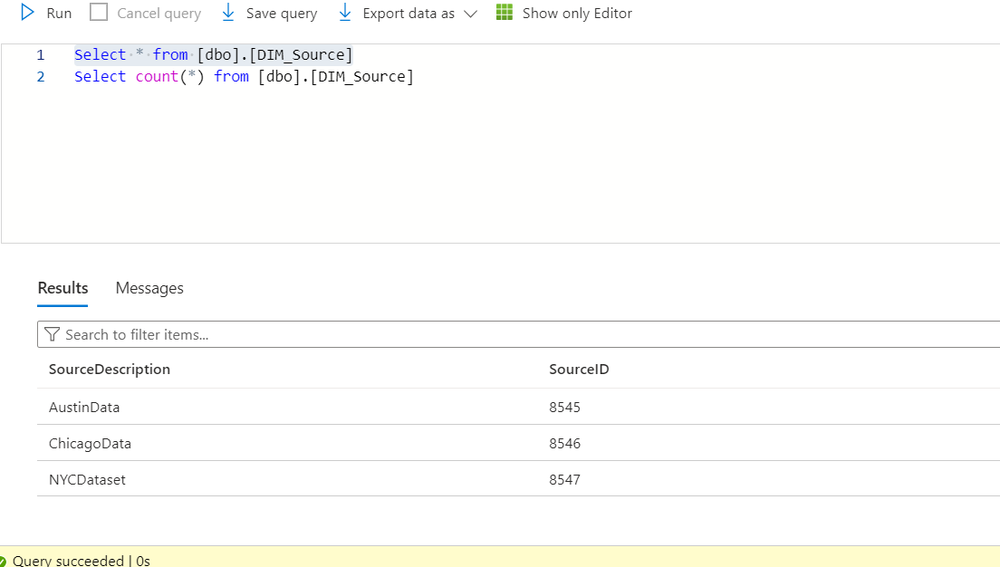 Run Cancel query Save query Export data as Show only Editor
1 Select * from [dbo].[DIM_Source]
2 Select count(*) from [dbo].[DIM_Source]
Results Messages
Search to filter items...
SourceDescription SourceID
AustinData 8545
ChicagoData 8546
NYCDataset 8547
Query succeeded | 0s